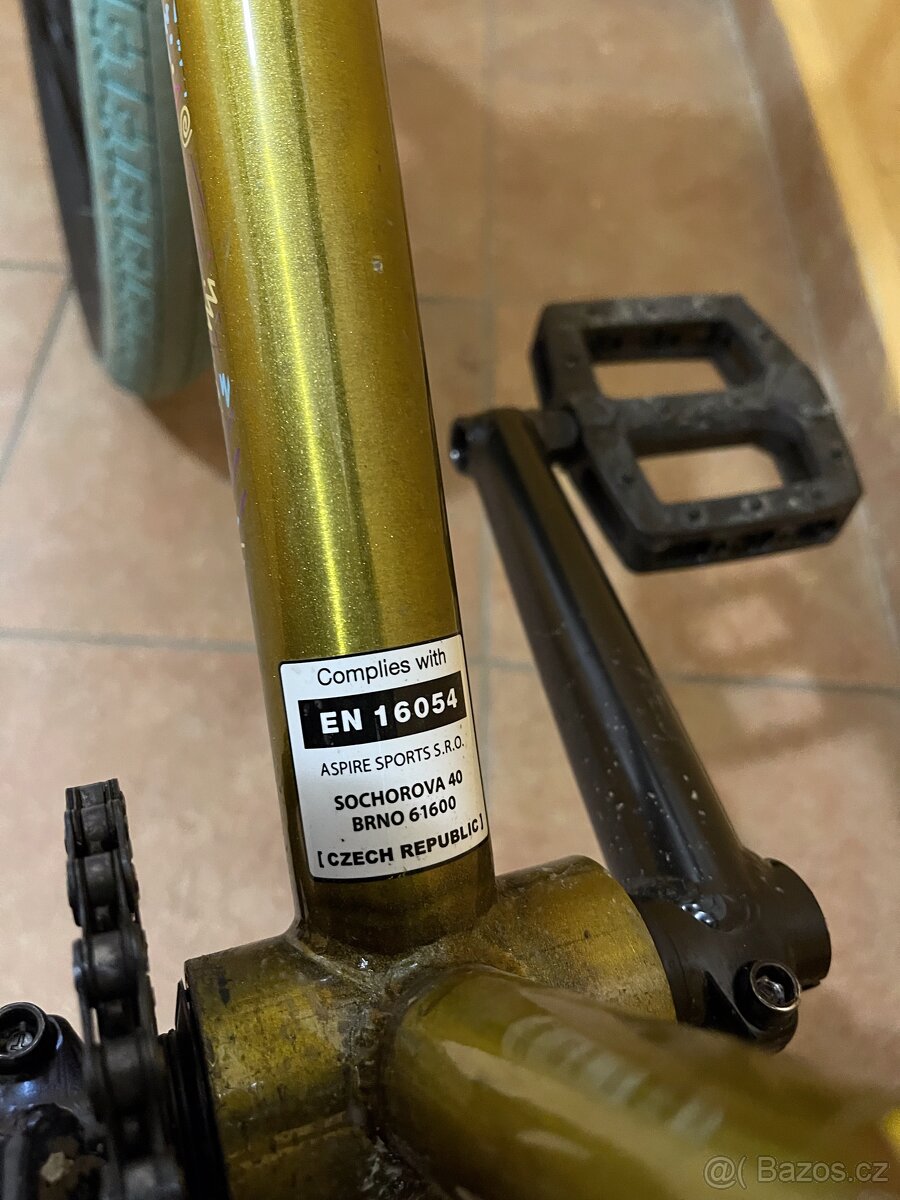 Complies with
EN 16054
ASPIRE SPORTS S.R.O.
SOCHOROVA 40
BRNO 61600
[ CZECH REPUBLIC ]
@( Bazos.cz